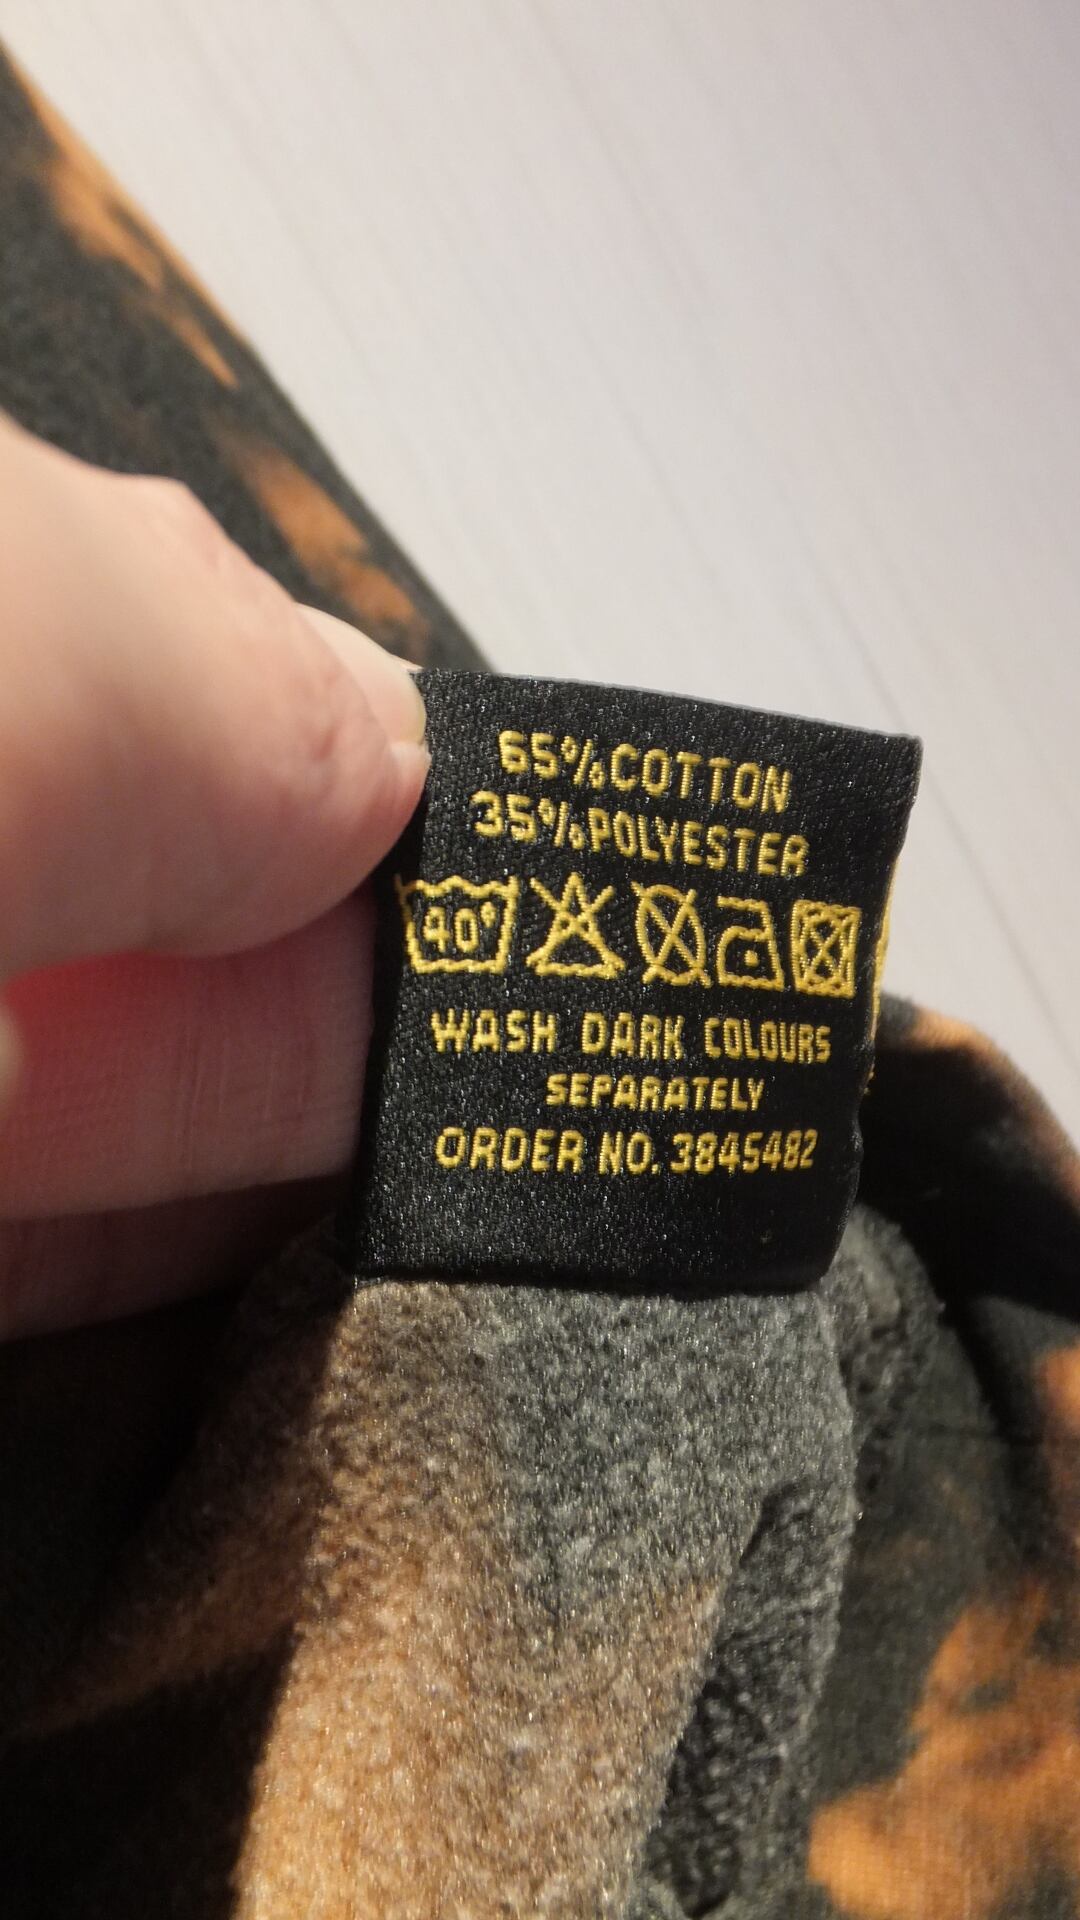 65%COTTON
35%POLYESTER
40°
WASH DARK COLOURS
SEPARATELY
ORDER NO. 3845482